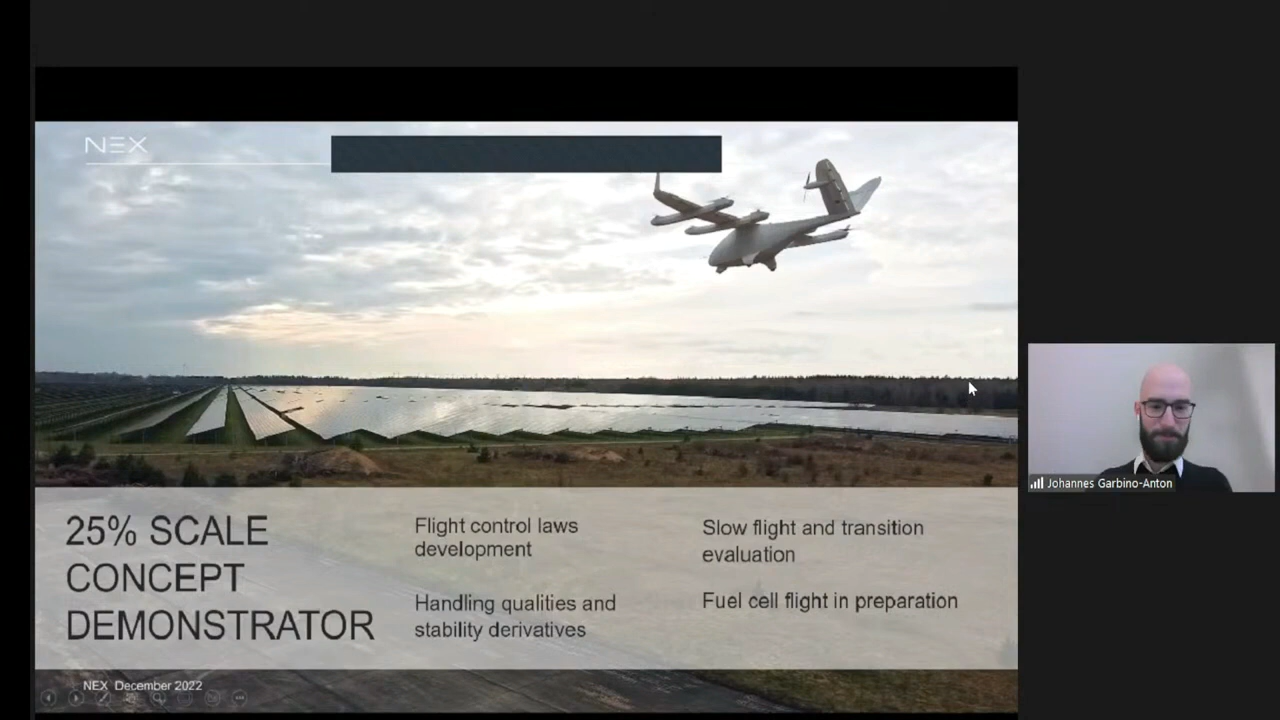 NEX
25% SCALE
CONCEPT
DEMONSTRATOR
Flight control laws
development
Handling qualities and
stability derivatives
Slow flight and transition
evaluation
Fuel cell flight in preparation
NEX December 2022
Johannes Garbino-Anton